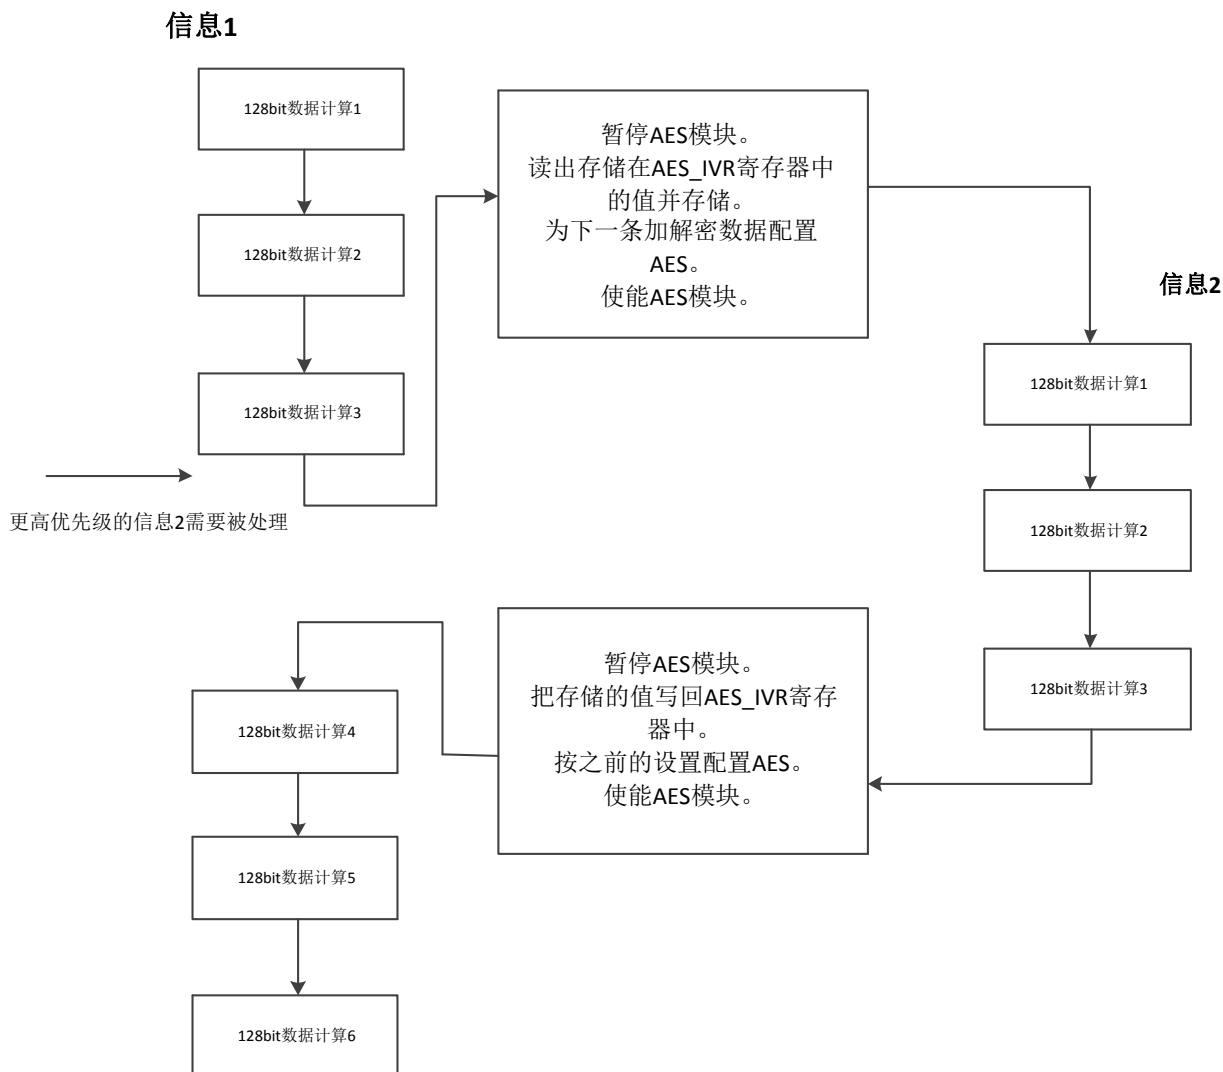 信息1
128bit数据计算1
128bit数据计算2
128bit数据计算3
更高优先级的信息2需要被处理
暂停AES模块。
读出存储在AES_IVR寄存器中
的值并存储。
为下一条加解密数据配置
AES。
使能AES模块。
信息2
128bit数据计算1
128bit数据计算2
128bit数据计算3
暂停AES模块。
把存储的值写回AES_IVR寄存
器中。
按之前的设置配置AES。
使能AES模块。
128bit数据计算4
128bit数据计算5
128bit数据计算6